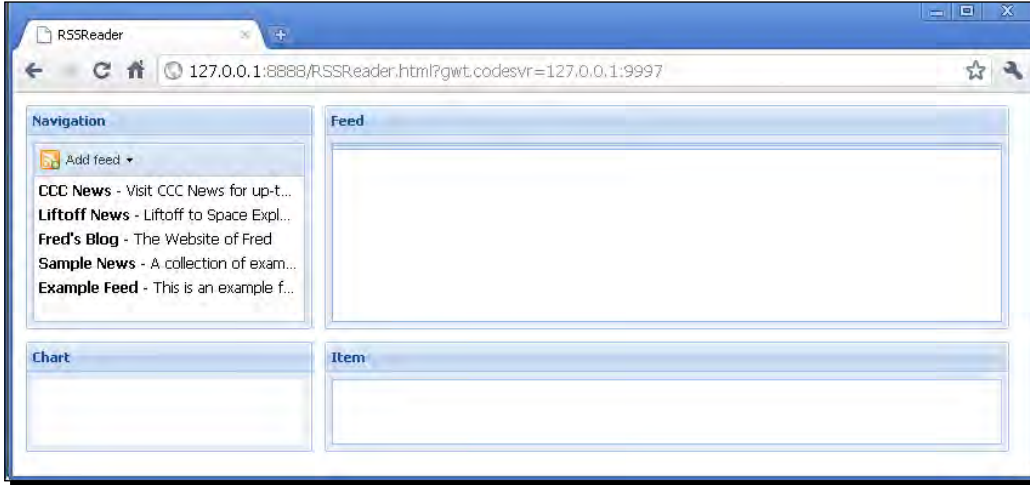 RSSReader
127.0.0.1:8888/RSSReader.html?gwt.codesvr=127.0.0.1:9997
Navigation
Feed
Add feed
CCC News - Visit CCC News for up-t...
Liftoff News - Liftoff to Space Expl...
Fred's Blog - The Website of Fred
Sample News - A collection of exam...
Example Feed - This is an example f...
Chart
Item